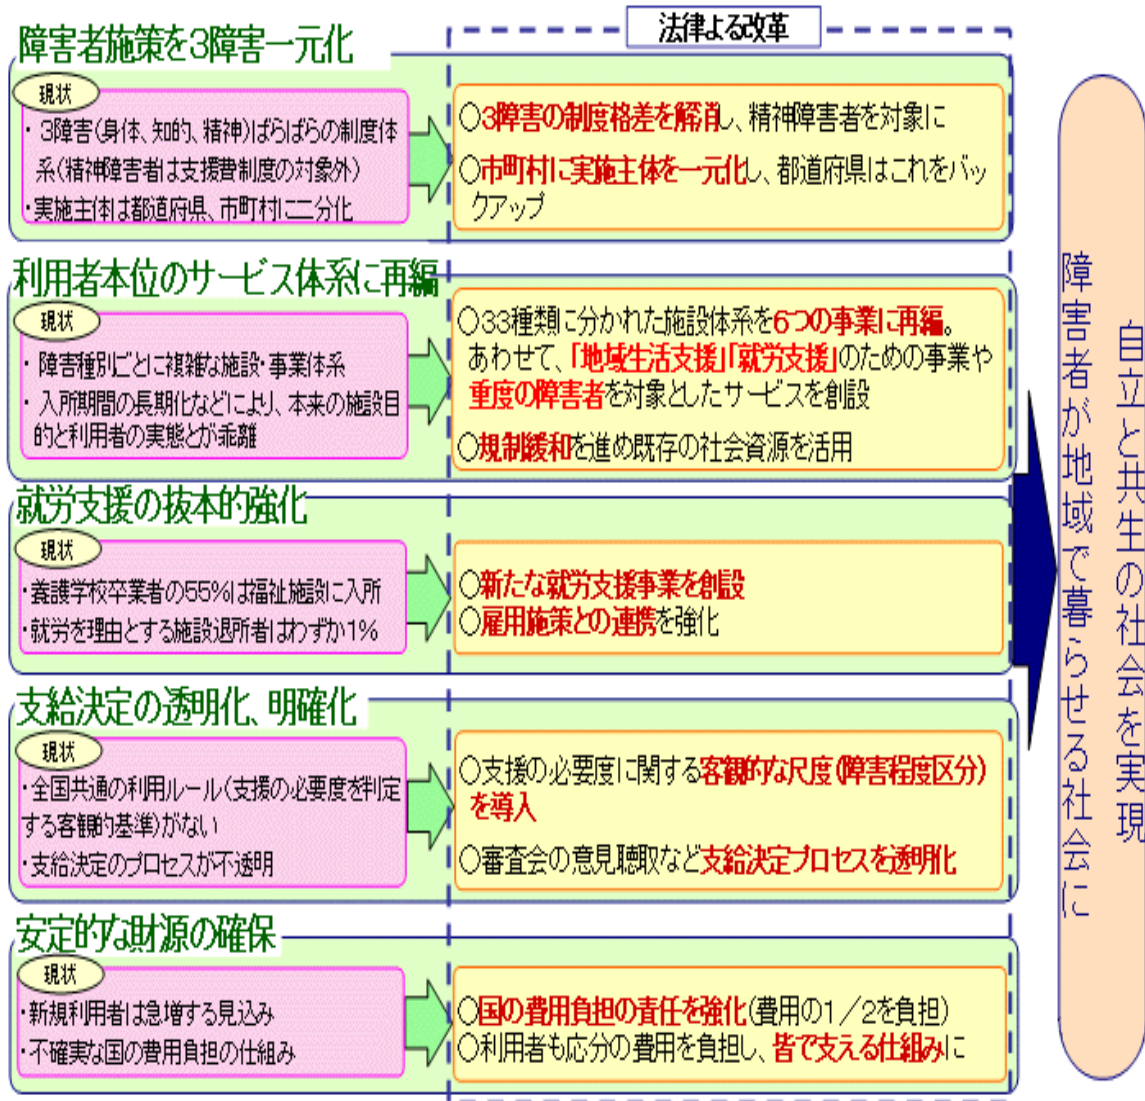 法律よる改革
障害者施策を3障害一元化
現状
・ 3障害(身体、知的、精神)ばらばらの制度体
系(精神障害者は支援費制度の対象外)
・実施主体は都道府県、市町村に二分化
○3障害の制度格差を解消し、精神障害者を対象に
○市町村に実施主体を一元化し、都道府県はこれをバッ
クアップ
利用者本位のサービス体系に再編
現状
・ 障害種別ごとに複雑な施設・事業体系
・ 入所期間の長期化などにより、本来の施設目
的と利用者の実態とが乖離
○33種類に分かれた施設体系を6つの事業に再編。
あわせて、「地域生活支援」「就労支援」のための事業や
重度の障害者を対象としたサービスを創設
○規制緩和を進め既存の社会資源を活用
就労支援の抜本的強化
現状
・養護学校卒業者の55%は福祉施設に入所
・就労を理由とする施設退所者はわずか1%
○新たな就労支援事業を創設
○雇用施策との連携を強化
支給決定の透明化、明確化
現状
・全国共通の利用ルール(支援の必要度を判定
する客観的基準)がない
・支給決定のプロセスが不透明
○支援の必要度に関する客観的な尺度(障害程度区分)
を導入
○審査会の意見聴取など支給決定プロセスを透明化
安定的な財源の確保
現状
・新規利用者は急増する見込み
・不確実な国の費用負担の仕組み
○国の費用負担の責任を強化(費用の1/2を負担)
○利用者も応分の費用を負担し、皆で支える仕組みに
自立と共生の社会を実現
障害者が地域で暮らせる社会に